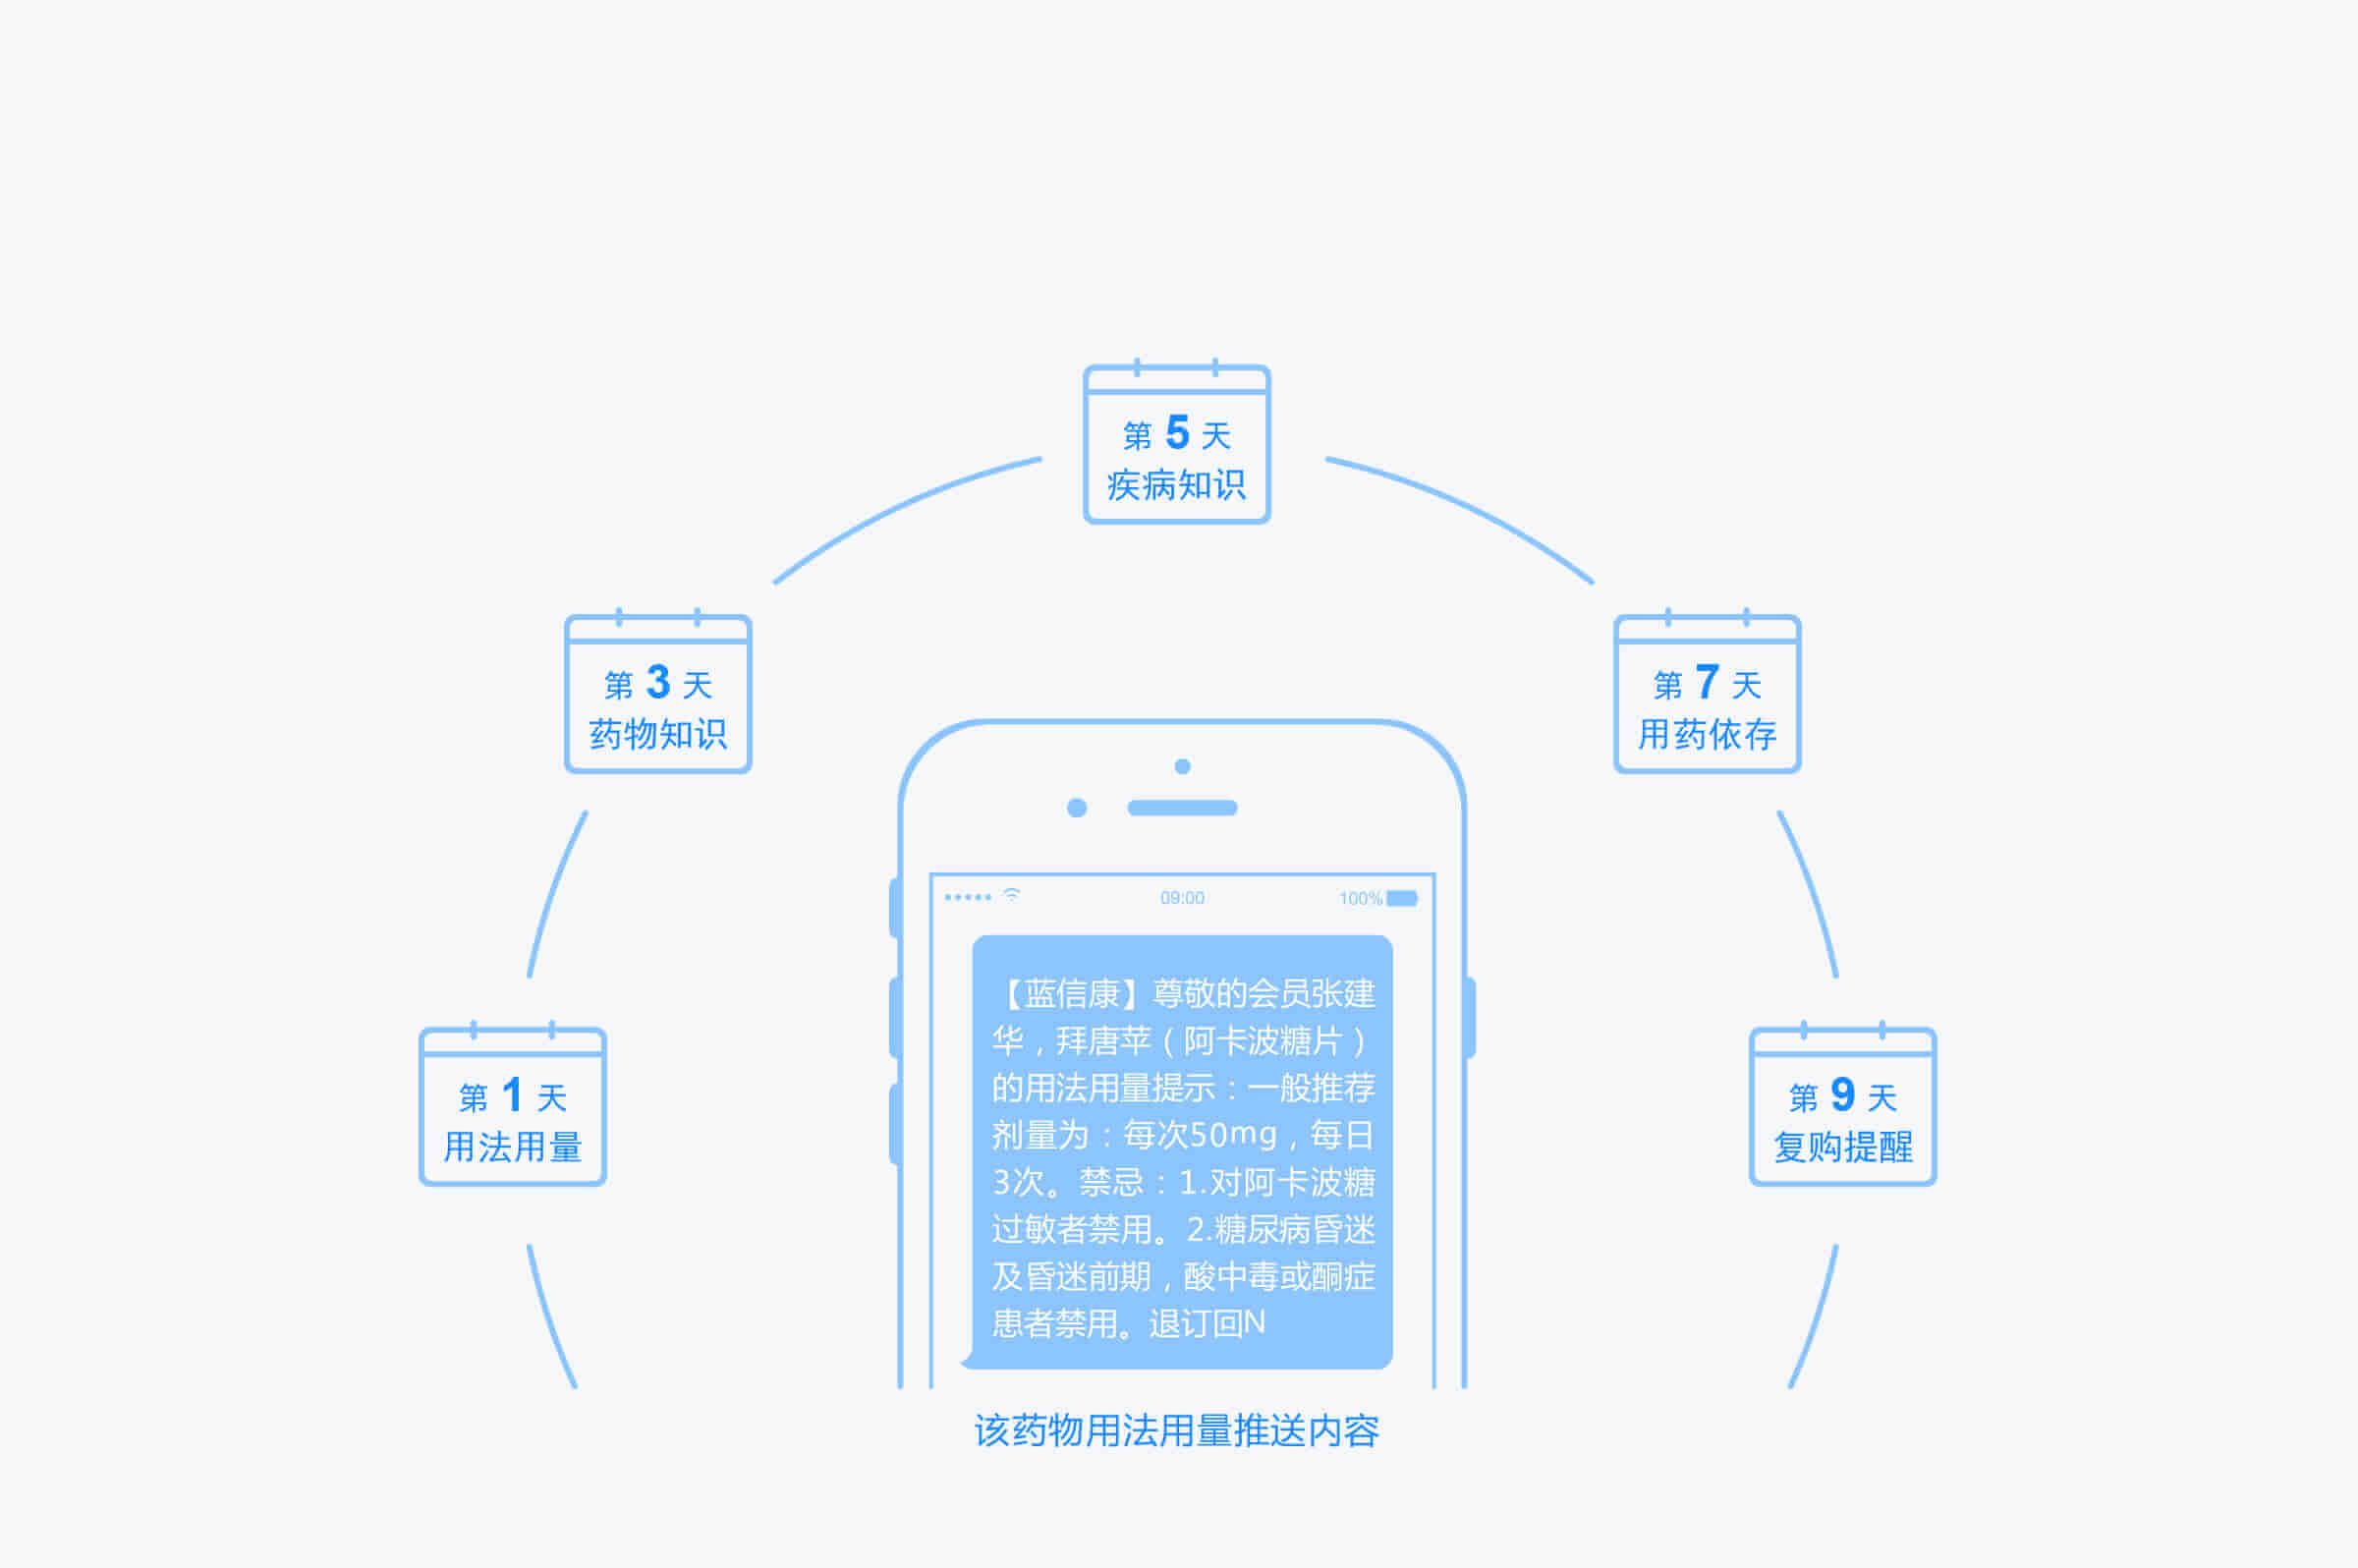 第 5 天
疾病知识
第 3 天
药物知识
第 7 天
用药依存
09:00
100%
【蓝信康】尊敬的会员张建
华，拜唐苹（阿卡波糖片）
的用法用量提示：一般推荐
剂量为：每次50mg，每日
3次。禁忌：1.对阿卡波糖
过敏者禁用。2.糖尿病昏迷
及昏迷前期，酸中毒或酮症
患者禁用。退订回N
第 1 天
用法用量
第 9 天
复购提醒
该药物用法用量推送内容